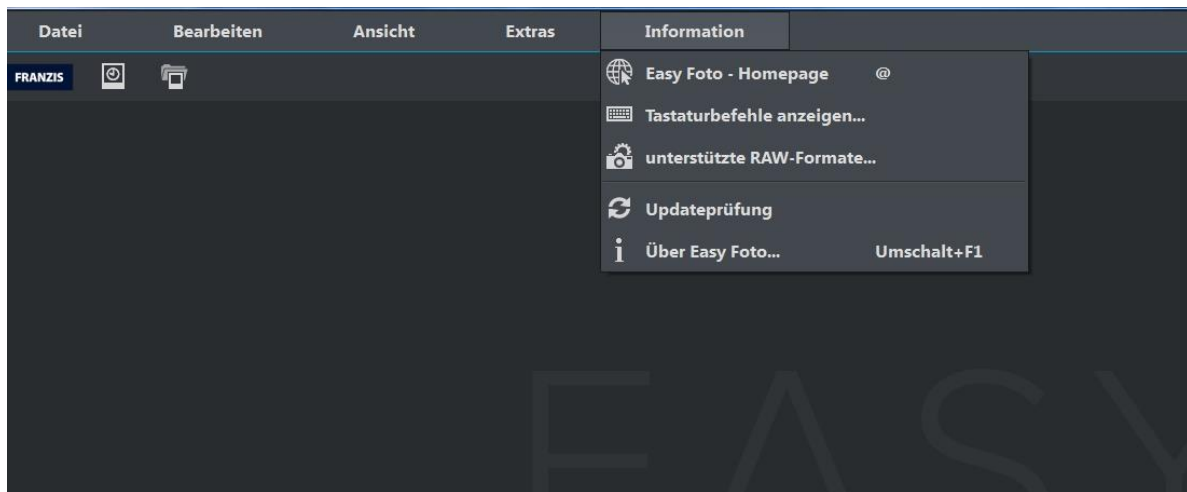 Datei Bearbeiten Ansicht Extras Information
FRANZIS
Easy Foto - Homepage @
Tastaturbefehle anzeigen...
unterstützte RAW-Formate...
Updateprüfung
Über Easy Foto... Umschalt+F1
EASY